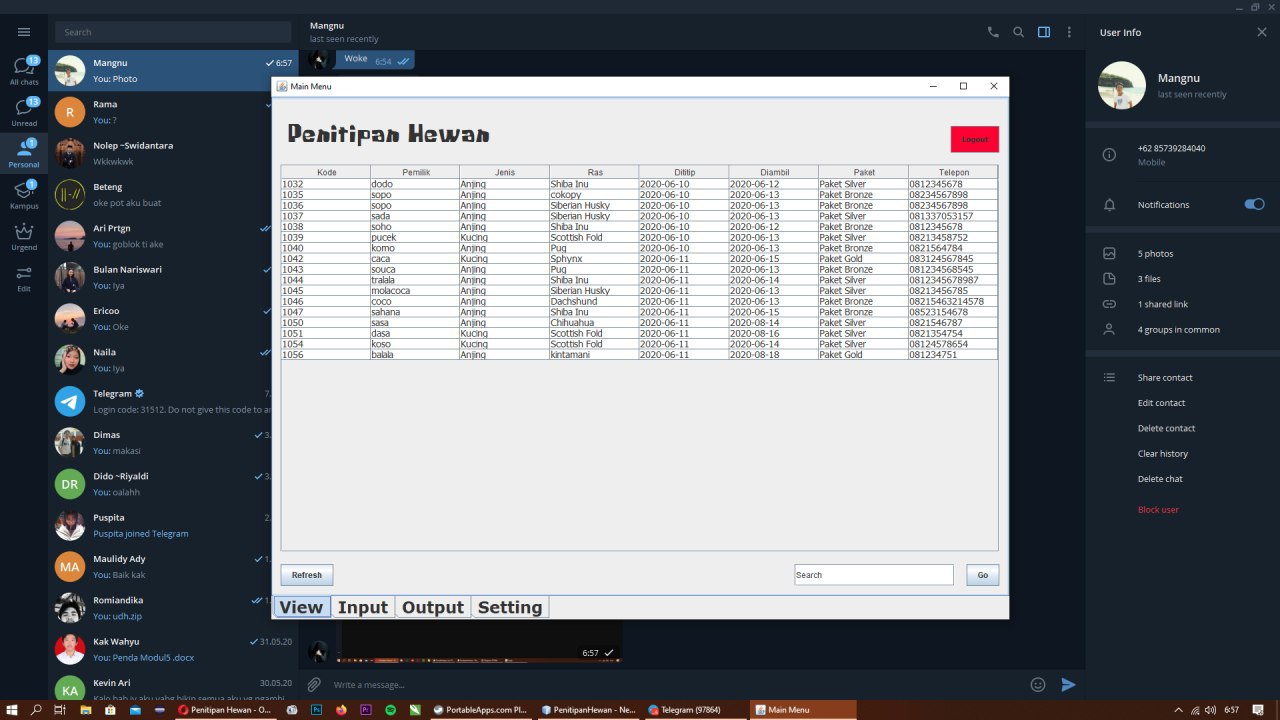 Search
All chats
13
Unread
13
Personal
1
Kampus
1
Urgend
Edit
Mangnu
6:57
You: Photo
Rama
You: ?
Nolep ~Swidantara
Wkkwkwk
Beteng
oke pot aku buat
Ari Prtgn
You: goblok ti ake
Bulan Nariswari
You: Iya
Ericoo
You: Oke
Naila
You: Iya
Telegram
7.
Login code: 31512. Do not give this code to a
Dimas
3.
You: makasi
DR
Dido ~Riyaldi
3.
You: oalahh
Puspita
2
Puspita joined Telegram
MA
Maulidy Ady
1.
You: Baik kak
Romiandika
1.
You: udh.zip
Kak Wahyu
31.05.20
You: Penda Modul5 .docx
KA
Kevin Ari
30.05.20
R
Mangnu
last seen recently
Woke
6:54
Main Menu
Penitipan Hewan
Logout
Kode Pemilik Jenis Ras Dititip Diambil Paket Telepon
1032 dodo Anjing Shiba Inu 2020-06-10 2020-06-12 Paket Silver 0812345678
1035 sopo Anjing cokopy 2020-06-10 2020-06-13 Paket Bronze 08234567898
1036 sopo Anjing Siberian Husky 2020-06-10 2020-06-13 Paket Bronze 08234567898
1037 sada Anjing Siberian Husky 2020-06-10 2020-06-13 Paket Silver 081337053157
1038 soho Anjing Shiba Inu 2020-06-10 2020-06-12 Paket Bronze 0812345678
1039 pucek Kucing Scottish Fold 2020-06-10 2020-06-13 Paket Silver 08213458752
1040 komo Anjing Pug 2020-06-10 2020-06-13 Paket Bronze 0821564784
1042 caca Kucing Sphynx 2020-06-11 2020-06-15 Paket Gold 083124567845
1043 souca Anjing Pug 2020-06-11 2020-06-13 Paket Bronze 081234568545
1044 tralala Anjing Shiba Inu 2020-06-11 2020-06-14 Paket Silver 0812345678987
1045 molacoca Anjing Siberian Husky 2020-06-11 2020-06-13 Paket Silver 08213456785
1046 coco Anjing Dachshund 2020-06-11 2020-06-13 Paket Bronze 08215463214578
1047 sahana Anjing Shiba Inu 2020-06-11 2020-06-15 Paket Bronze 08523154678
1050 sasa Anjing Chihuahua 2020-06-11 2020-08-14 Paket Silver 0821546787
1051 dasa Kucing Scottish Fold 2020-06-11 2020-08-16 Paket Silver 0821354754
1054 koso Kucing Scottish Fold 2020-06-11 2020-06-14 Paket Silver 08124578654
1056 balala Anjing kintamani 2020-06-11 2020-08-18 Paket Gold 081234751
Refresh
Search
Go
View Input Output Setting
6:57
Write a message...
User Info
Mangnu
last seen recently
+62 85739284040
Mobile
Notifications
5 photos
3 files
1 shared link
4 groups in common
Share contact
Edit contact
Delete contact
Clear history
Delete chat
Block user
Penitipan Hewan - O...
PortableApps.com Pl...
PenitipanHewan - Ne...
Telegram (97864)
Main Menu
6:57